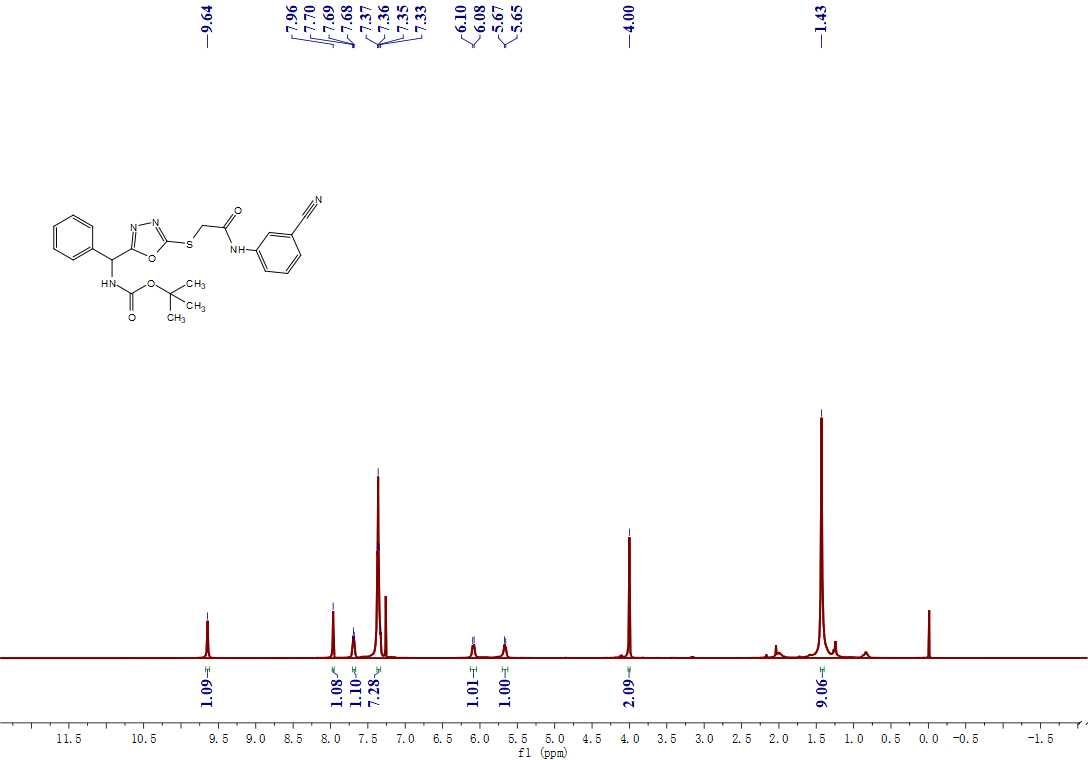 9.64
7.96
7.70
7.69
7.68
7.37
7.36
7.35
7.33
6.10
6.08
5.67
5.65
4.00
1.43
N
O
N
N
S
NH
O
HN
O
CH3
CH3
CH3
O
1.09
1.08
1.10
7.28
1.01
1.00
2.09
9.06
11.5 10.5 9.5 9.0 8.5 8.0 7.5 7.0 6.5 6.0 5.5 5.0 4.5 4.0 3.5 3.0 2.5 2.0 1.5 1.0 0.5 0.0 -0.5 -1.5
f1 (ppm)